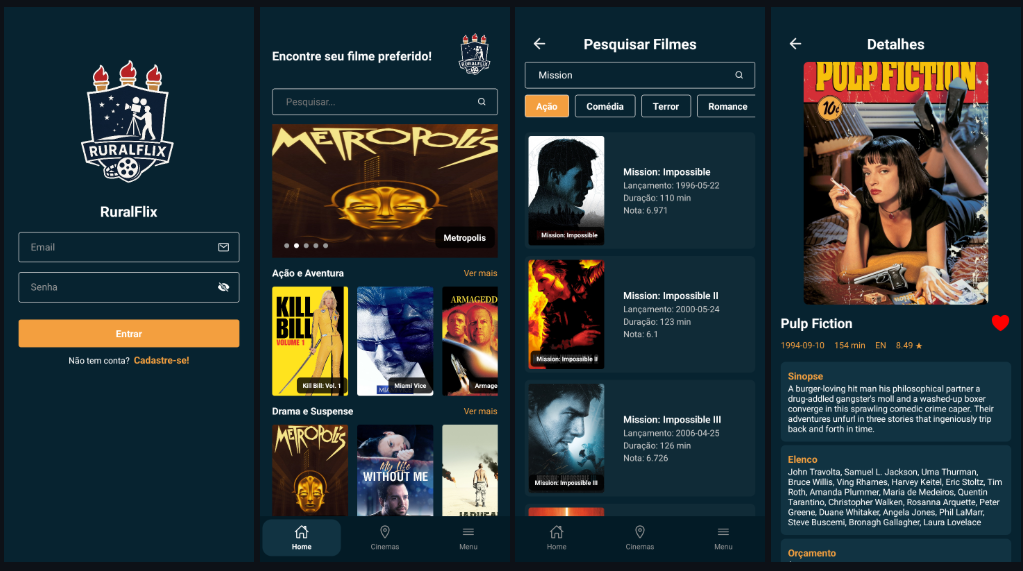 RURALFLIX
RuralFlix
Email
Senha
Entrar
Não tem conta? Cadastre-se!
Encontre seu filme preferido!
RURALFLIX
Pesquisar...
METROPOLIS
Metropolis
Ação e Aventura
Ver mais
KILL
BILL
VOLUME 1
Kill Bill: Vol. 1
Miami Vice
ARMAGEDD
Armage
Drama e Suspense
Ver mais
METROPOLIS
My Life
WITHOUT ME
JARHEAD
Home
Cinemas
Menu
Pesquisar Filmes
Mission
Ação
Comédia
Terror
Romance
Mission: Impossible
Mission: Impossible
Lançamento: 1996-05-22
Duração: 110 min
Nota: 6.971
Mission: Impossible II
Mission: Impossible II
Lançamento: 2000-05-24
Duração: 123 min
Nota: 6.1
Mission: Impossible III
Mission: Impossible III
Lançamento: 2006-04-25
Duração: 126 min
Nota: 6.726
Home
Cinemas
Menu
Detalhes
PULP FICTION
10¢
Pulp Fiction
1994-09-10 154 min EN 8.49 ★
Sinopse
A burger-loving hit man his philosophical partner a
drug-addled gangster's moll and a washed-up boxer
converge in this sprawling comedic crime caper. Their
adventures unfurl in three stories that ingeniously trip
back and forth in time.
Elenco
John Travolta, Samuel L. Jackson, Uma Thurman,
Bruce Willis, Ving Rhames, Harvey Keitel, Eric Stoltz, Tim
Roth, Amanda Plummer, Maria de Medeiros, Quentin
Tarantino, Christopher Walken, Rosanna Arquette, Peter
Greene, Duane Whitaker, Angela Jones, Phil LaMarr,
Steve Buscemi, Bronagh Gallagher, Laura Lovelace
Orçamento